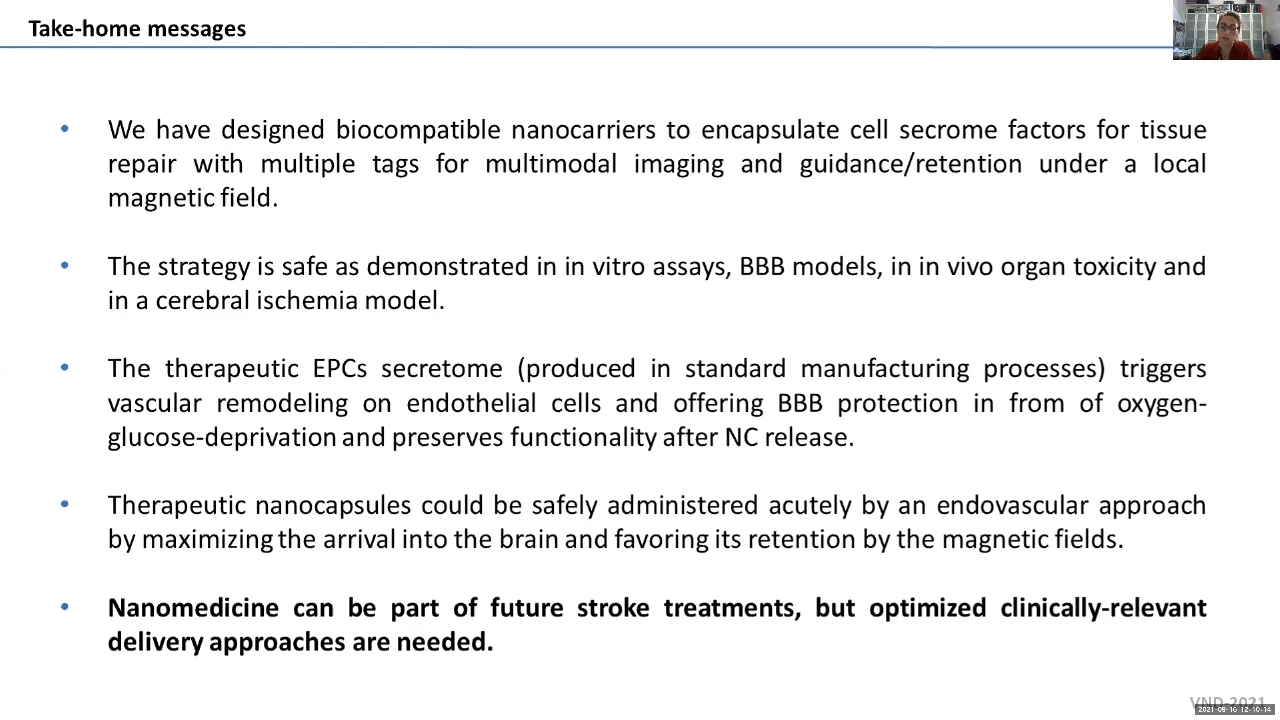 Take-home messages
• We have designed biocompatible nanocarriers to encapsulate cell secrome factors for tissue
repair with multiple tags for multimodal imaging and guidance/retention under a local
magnetic field.
• The strategy is safe as demonstrated in in vitro assays, BBB models, in in vivo organ toxicity and
in a cerebral ischemia model.
• The therapeutic EPCs secretome (produced in standard manufacturing processes) triggers
vascular remodeling on endothelial cells and offering BBB protection in from of oxygen-
glucose-deprivation and preserves functionality after NC release.
• Therapeutic nanocapsules could be safely administered acutely by an endovascular approach
by maximizing the arrival into the brain and favoring its retention by the magnetic fields.
• Nanomedicine can be part of future stroke treatments, but optimized clinically-relevant
delivery approaches are needed.
VND-2021
2021-09-16 12:10:14